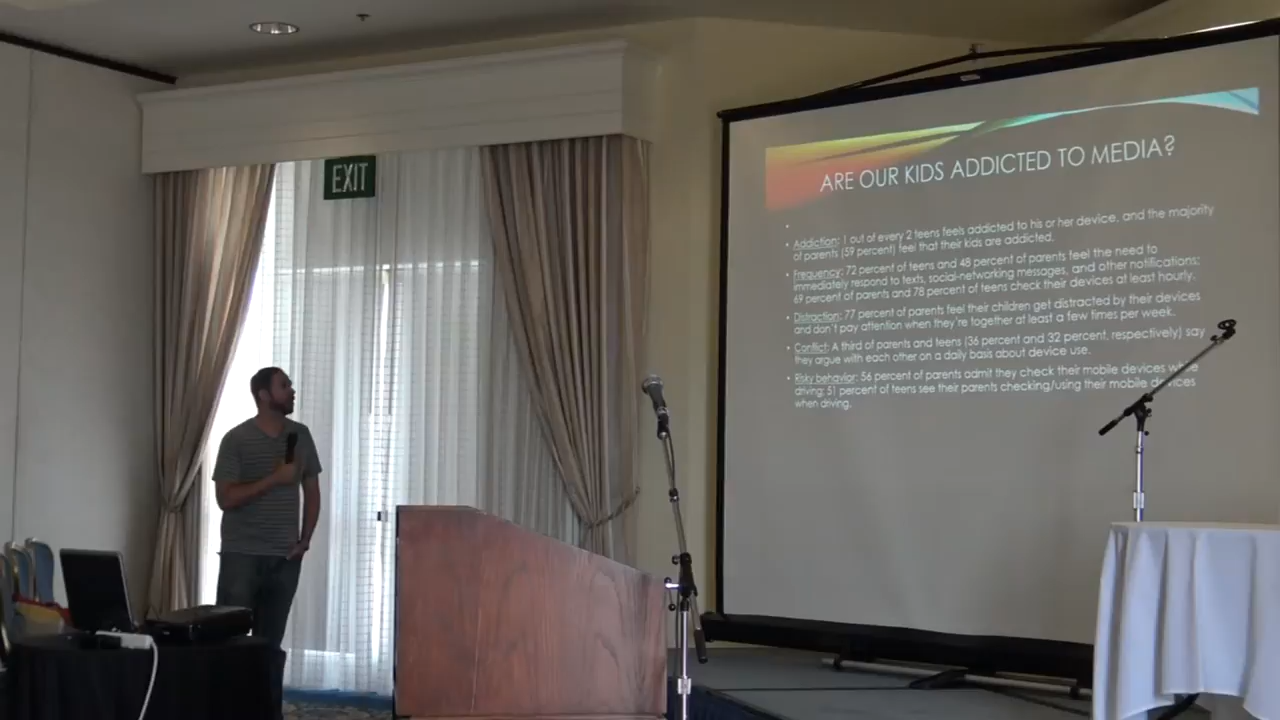 EXIT
ARE OUR KIDS ADDICTED TO MEDIA?
• Addiction: 1 out of every 2 teens feels addicted to his or her device, and the majority
of parents (59 percent) feel that their kids are addicted.
• Frequency: 72 percent of teens and 48 percent of parents feel the need to
immediately respond to texts, social-networking messages, and other notifications;
69 percent of parents and 78 percent of teens check their devices at least hourly.
• Distraction: 77 percent of parents feel their children get distracted by their devices
and don't pay attention when they're together at least a few times per week.
• Conflict: A third of parents and teens (36 percent and 32 percent, respectively) say
they argue with each other on a daily basis about device use.
• Risky behavior: 56 percent of parents admit they check their mobile devices while
driving; 51 percent of teens see their parents checking/using their mobile devices
when driving.